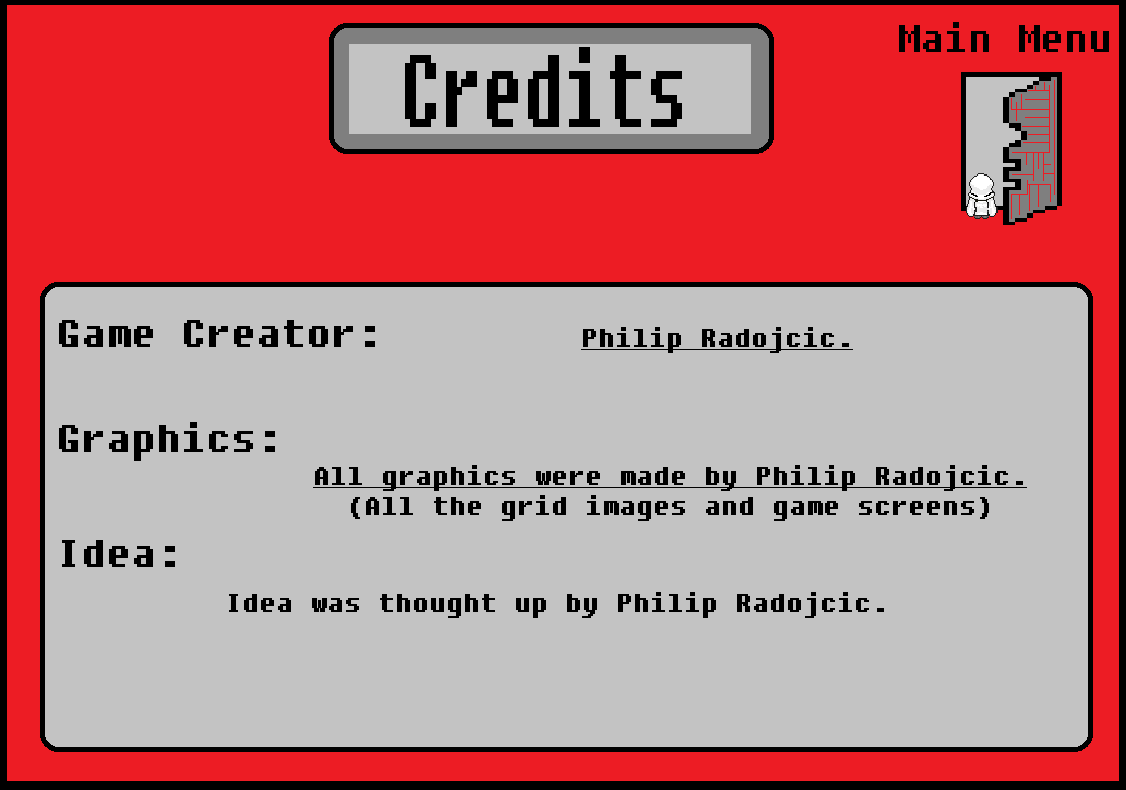 Credits
Main Menu
Game Creator:
Philip Radojcic.
Graphics:
All graphics were made by Philip Radojcic.
(All the grid images and game screens)
Idea:
Idea was thought up by Philip Radojcic.